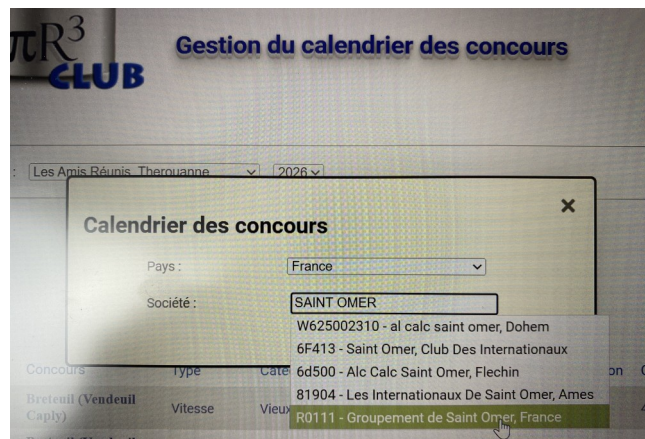 πR³
CLUB
Gestion du calendrier des concours
: Les Amis Réunis Therouanne 2026
Calendrier des concours
Pays : France
Société : SAINT OMER
W625002310 - al calc saint omer, Dohem
6F413 - Saint Omer, Club Des Internationaux
6d500 - Alc Calc Saint Omer, Flechin
81904 - Les Internationaux De Saint Omer, Ames
R0111 - Groupement de Saint Omer, France
Concours Type Caté on
Breteuil (Vendeuil
Caply) Vitesse Vieux